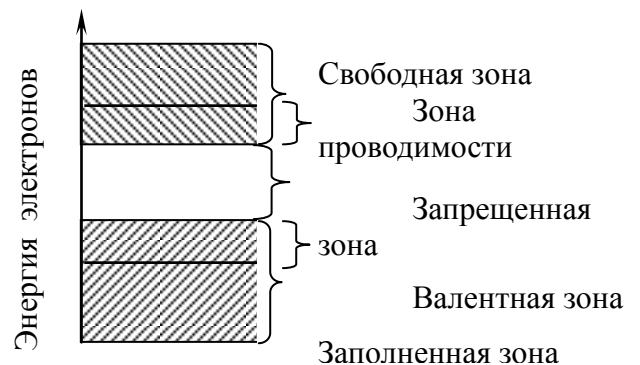 Энергия электронов
Свободная зона
Зона
проводимости
Запрещенная
зона
Валентная зона
Заполненная зона